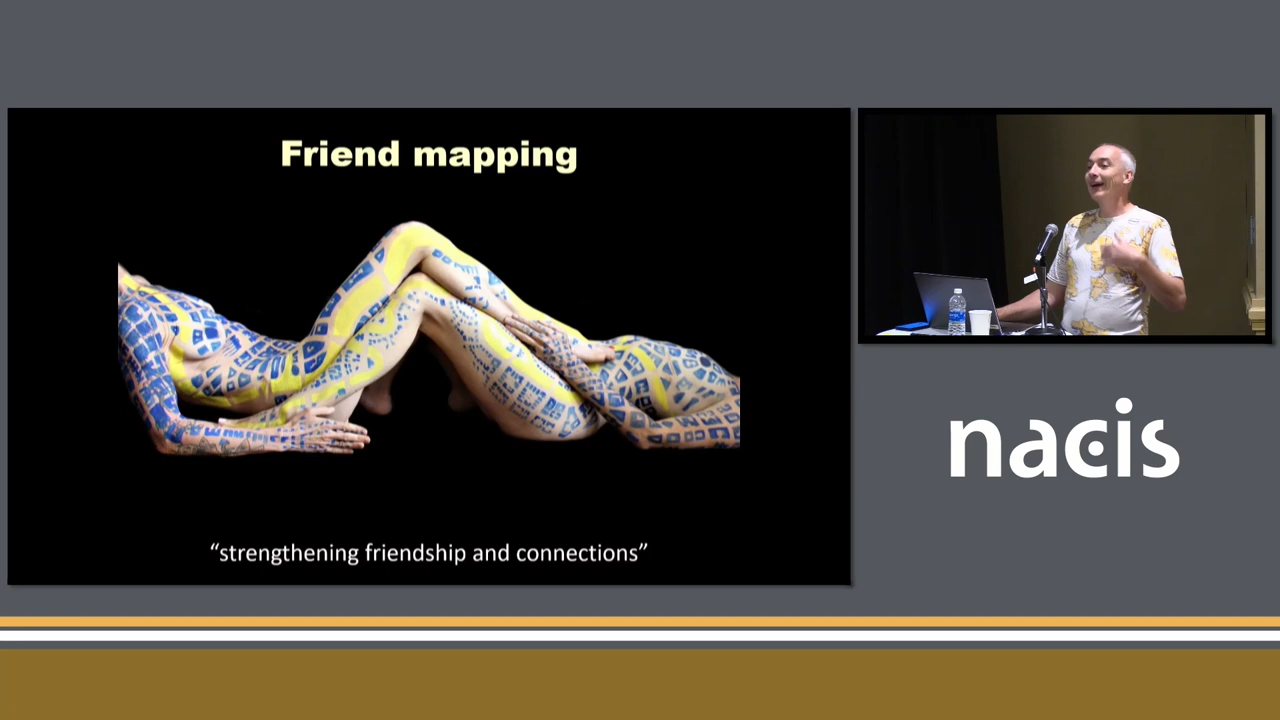 Friend mapping
“strengthening friendship and connections”
nacis